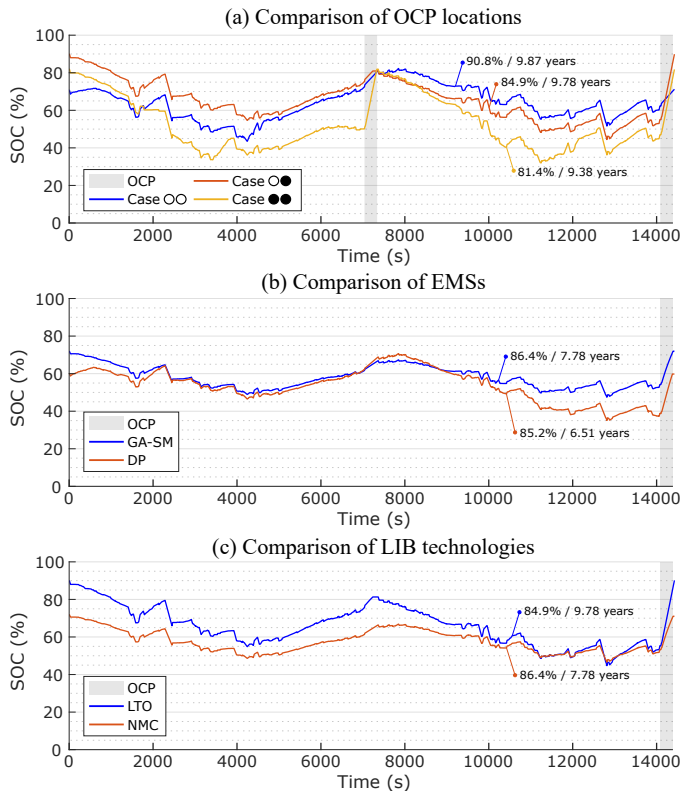 (a) Comparison of OCP locations
100
80
60
40
20
0
SOC (%)
90.8% / 9.87 years
84.9% / 9.78 years
81.4% / 9.38 years
OCP
Case ○○
Case ○●
Case ●●
0 2000 4000 6000 8000 10000 12000 14000
Time (s)
(b) Comparison of EMSs
100
80
60
40
20
0
SOC (%)
86.4% / 7.78 years
85.2% / 6.51 years
OCP
GA-SM
DP
0 2000 4000 6000 8000 10000 12000 14000
Time (s)
(c) Comparison of LIB technologies
100
80
60
40
20
0
SOC (%)
84.9% / 9.78 years
86.4% / 7.78 years
OCP
LTO
NMC
0 2000 4000 6000 8000 10000 12000 14000
Time (s)